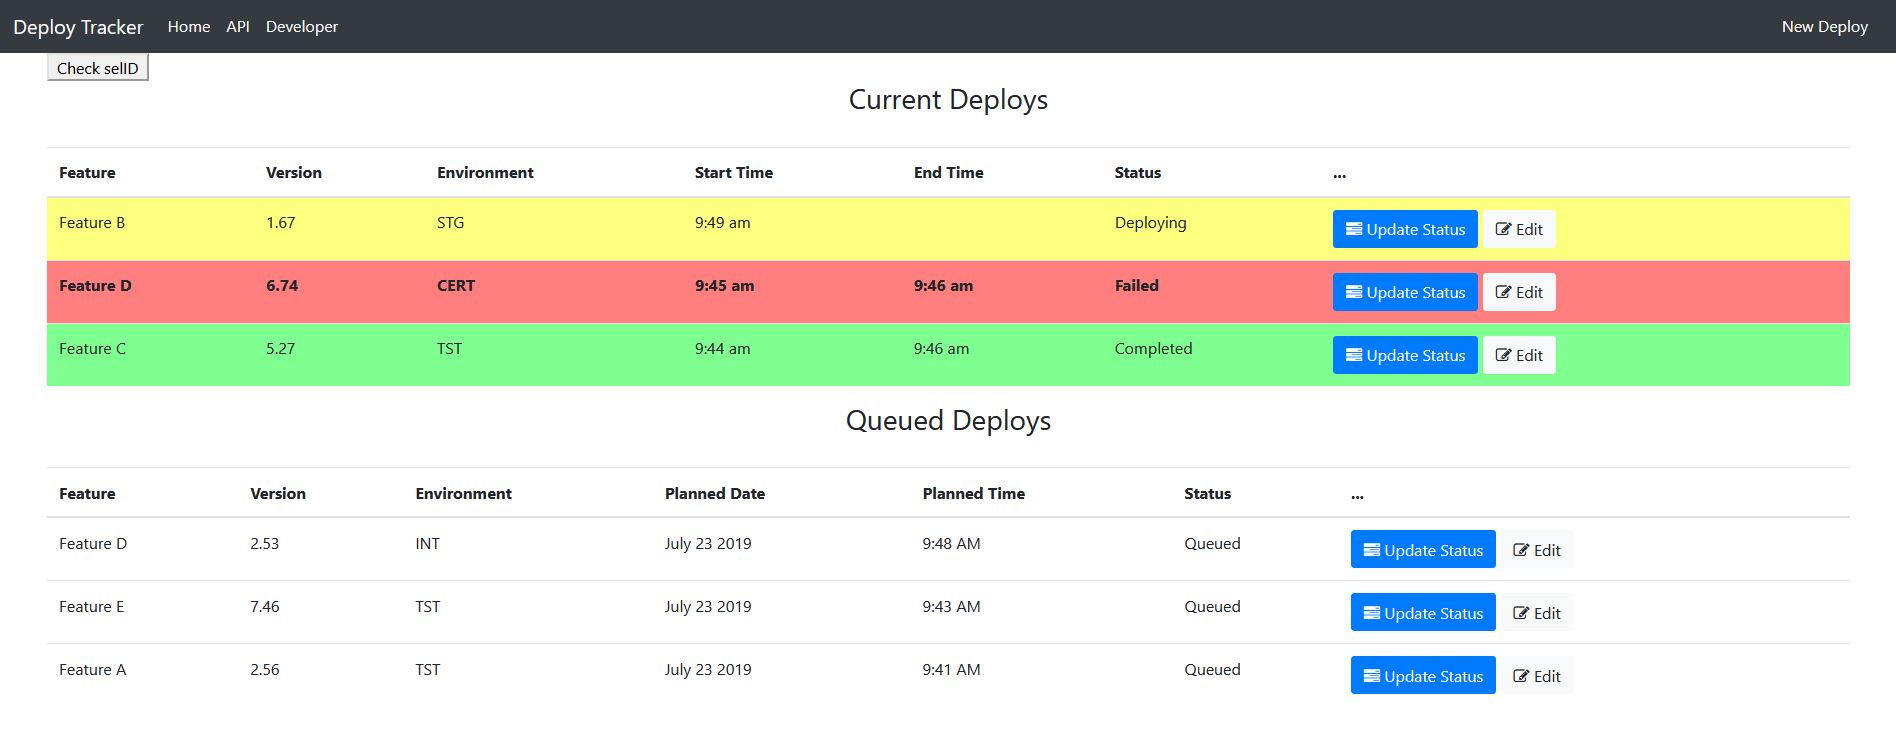 Deploy Tracker Home API Developer New Deploy
Check selID
Current Deploys
Feature Version Environment Start Time End Time Status ...
Feature B 1.67 STG 9:49 am Deploying Update Status Edit
Feature D 6.74 CERT 9:45 am 9:46 am Failed Update Status Edit
Feature C 5.27 TST 9:44 am 9:46 am Completed Update Status Edit
Queued Deploys
Feature Version Environment Planned Date Planned Time Status ...
Feature D 2.53 INT July 23 2019 9:48 AM Queued Update Status Edit
Feature E 7.46 TST July 23 2019 9:43 AM Queued Update Status Edit
Feature A 2.56 TST July 23 2019 9:41 AM Queued Update Status Edit